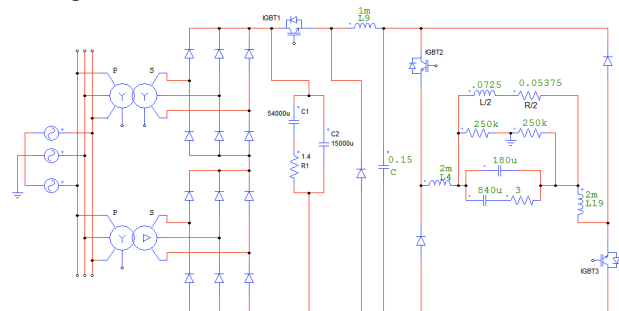 IGBT1
1m
L9
P
S
IGBT2
.0725
0.05375
L/2
R/2
54000u
C1
C2
15000u
250k
250k
1.4
R1
0.15
C
180u
2m
L4
840u
3
2m
L19
P
S
IGBT3